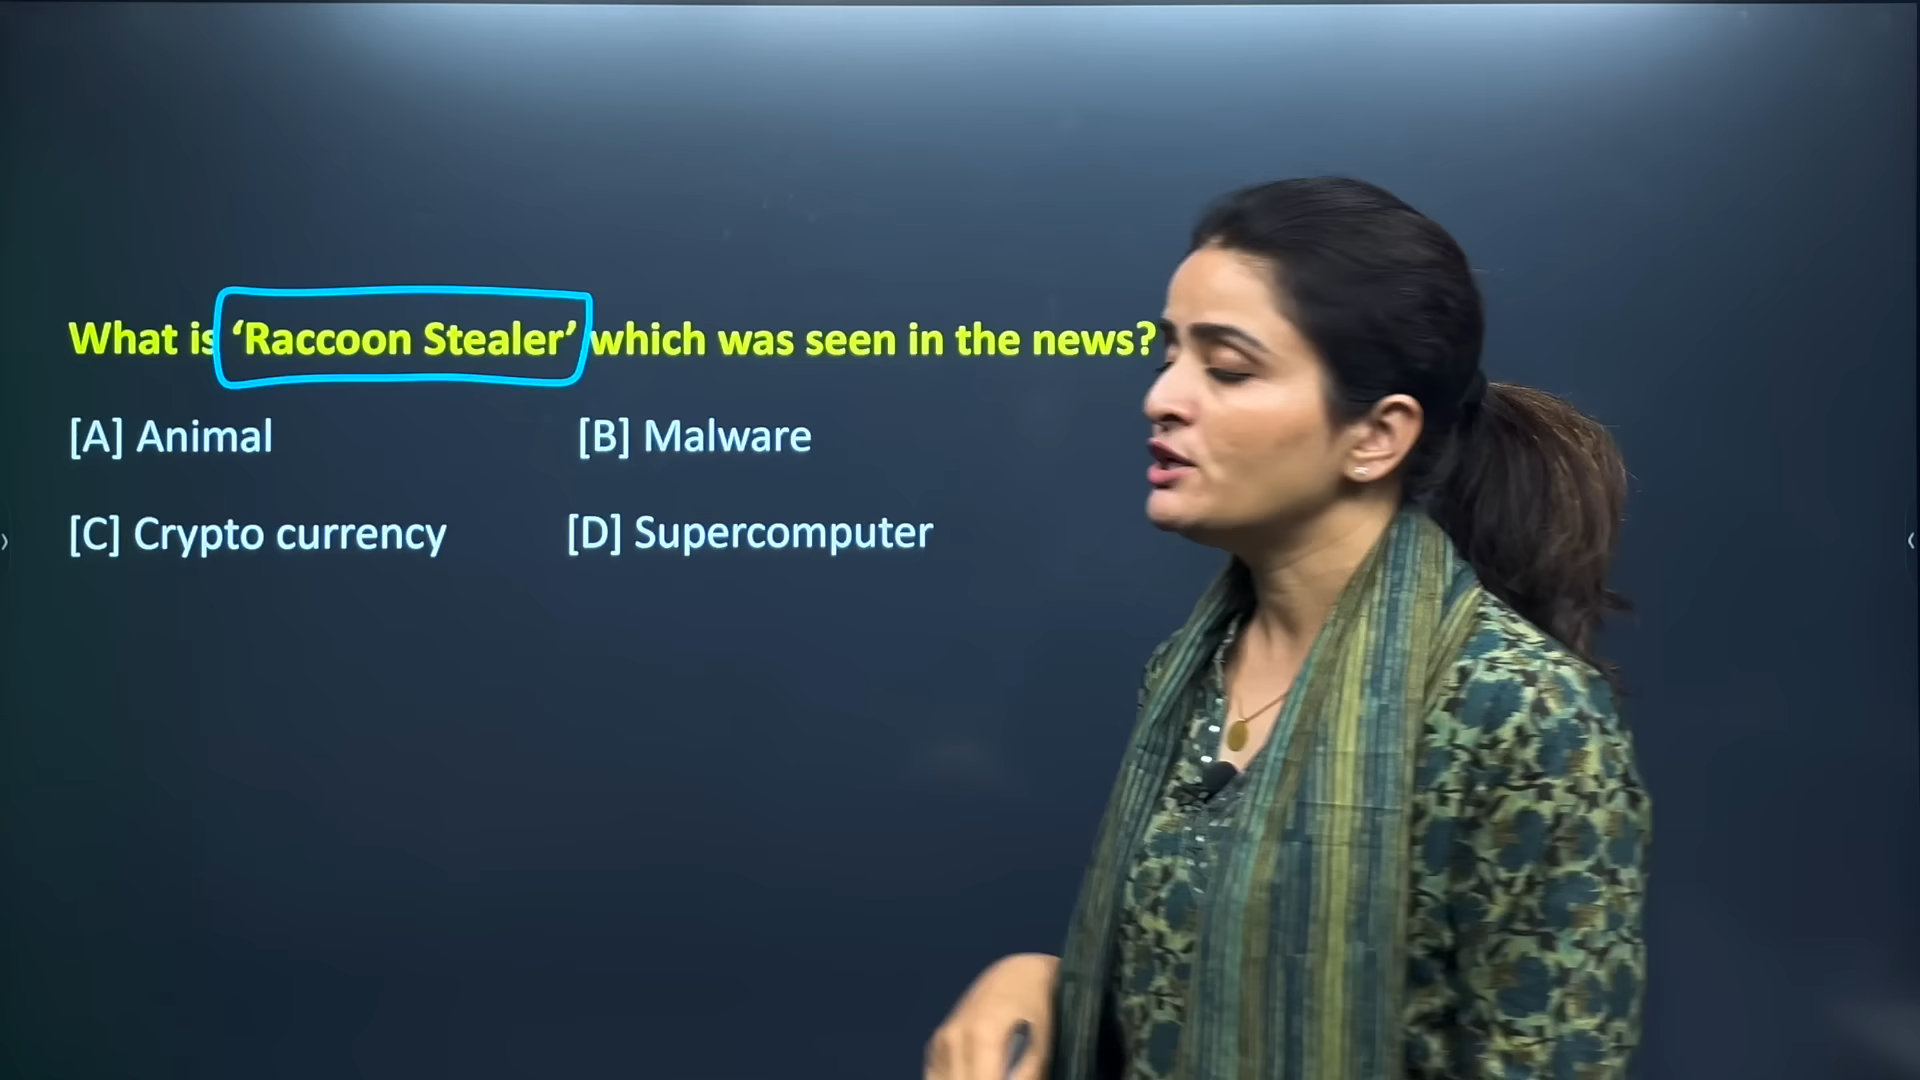 What is ‘Raccoon Stealer’ which was seen in the news?
[A] Animal [B] Malware
[C] Crypto currency [D] Supercomputer